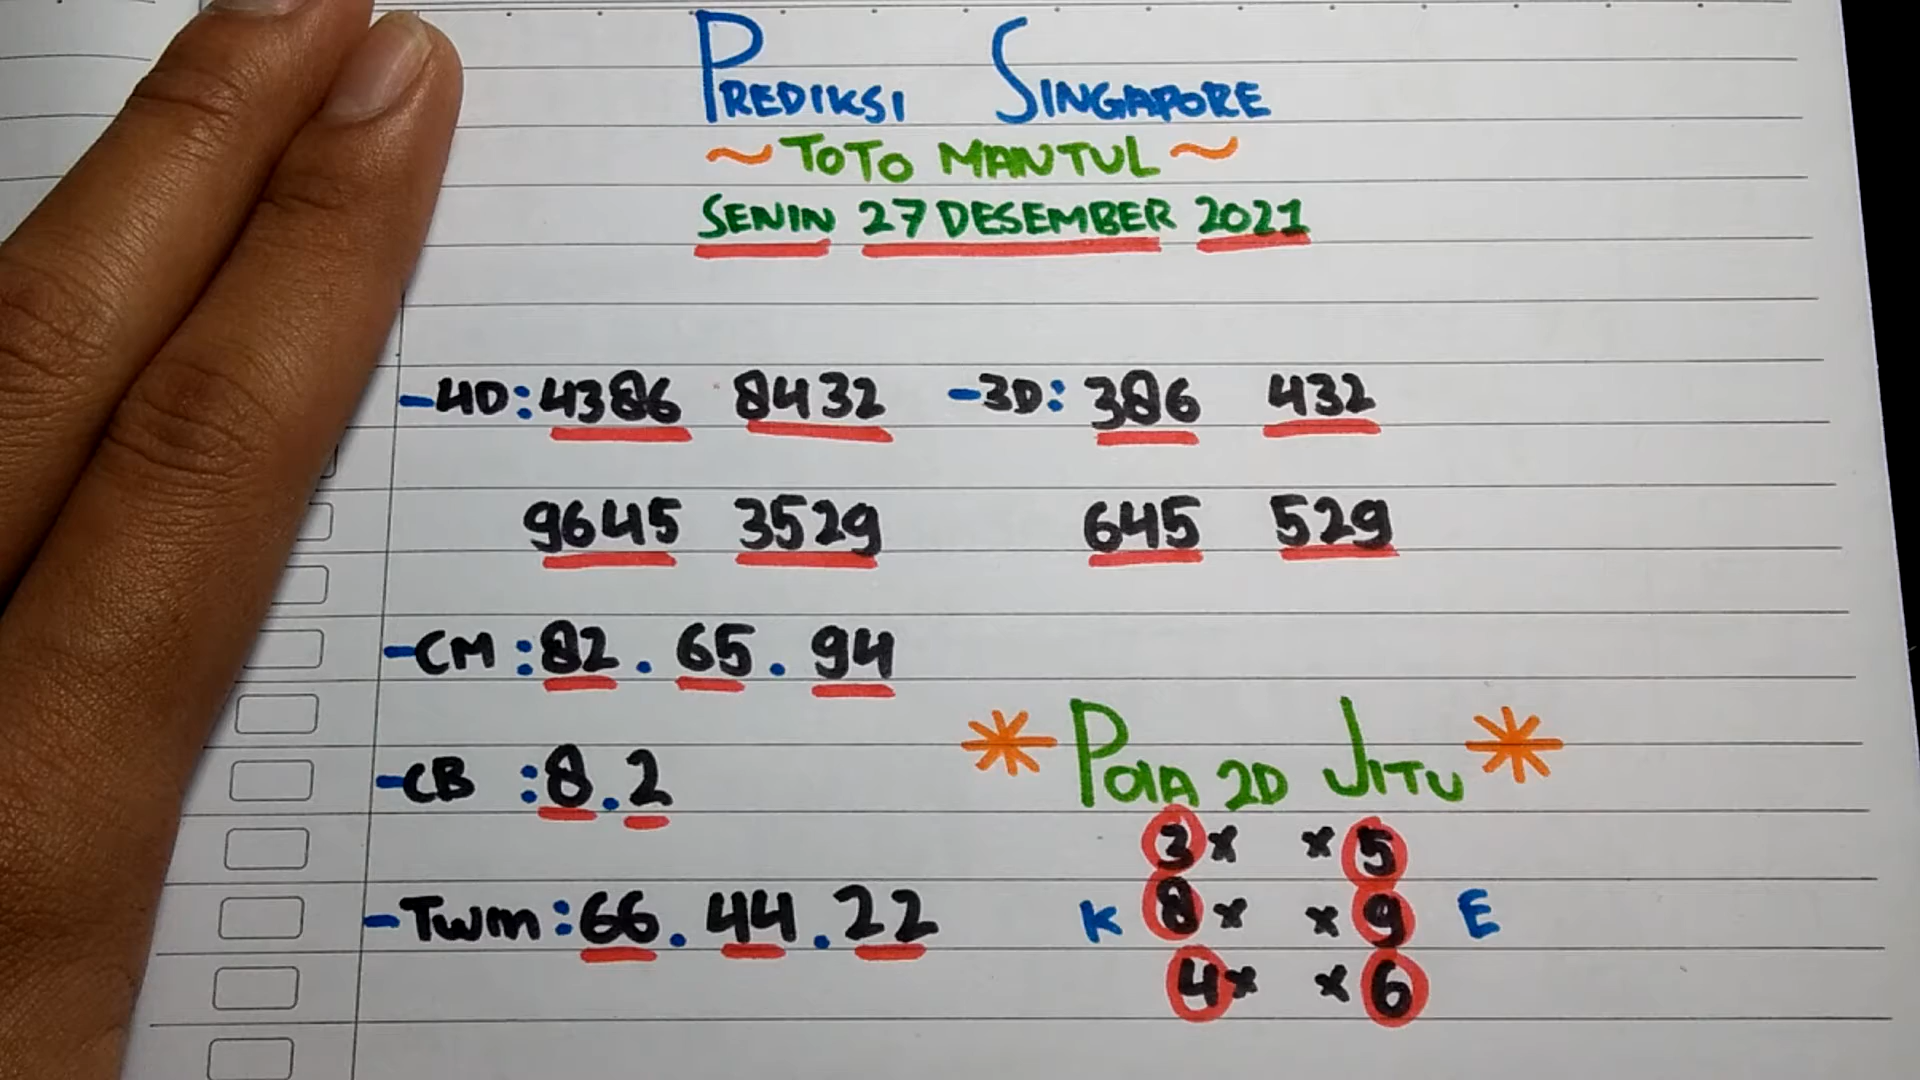 PREDIKSI SINGAPORE
~ TOTO MANTUL ~
SENIN 27 DESEMBER 2021
-4D: 4386 8432 -3D: 386 432
9645 3529 645 529
-CM : 82 . 65 . 94
-CB : 8 . 2
* POLA 2D JITU *
3x x5
-Twm : 66 . 44 . 22 K 8x x9 E
4x x6